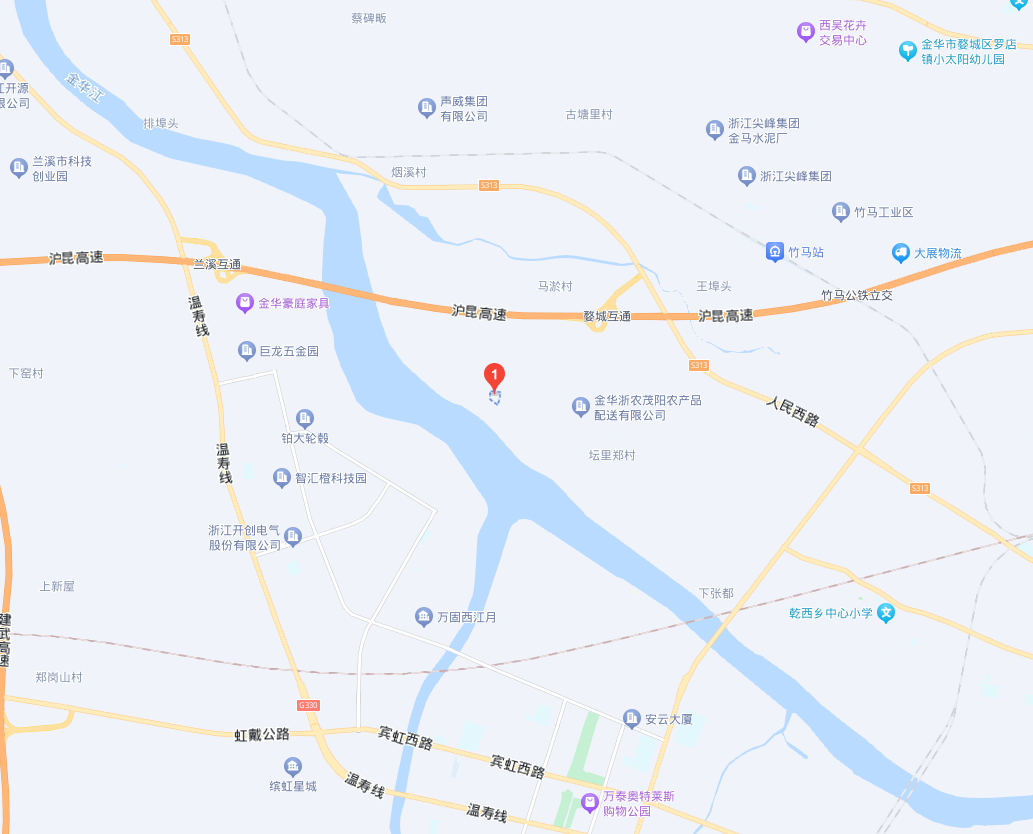 蔡碑畈
西吴花卉
交易中心
金华市婺城区罗店
镇小太阳幼儿园
S313
江开源
限公司
金华江
声威集团
有限公司
古塘里村
排埠头
浙江尖峰集团
金马水泥厂
兰溪市科技
创业园
烟溪村
S313
浙江尖峰集团
竹马工业区
竹马站
大展物流
沪昆高速
兰溪互通
马淤村
王埠头
竹马公铁立交
温寿线
金华豪庭家具
沪昆高速
婺城互通
沪昆高速
巨龙五金园
下窑村
1
S313
金华浙农茂阳农产品
配送有限公司
人民西路
铂大轮毂
坛里郑村
温寿线
智汇橙科技园
S313
浙江开创电气
股份有限公司
上新屋
下张都
乾西乡中心小学
万固西江月
建武高速
郑岗山村
G330
安云大厦
虹戴公路
宾虹西路
宾虹西路
缤虹星城
温寿线
万泰奥特莱斯
购物公园
温寿线